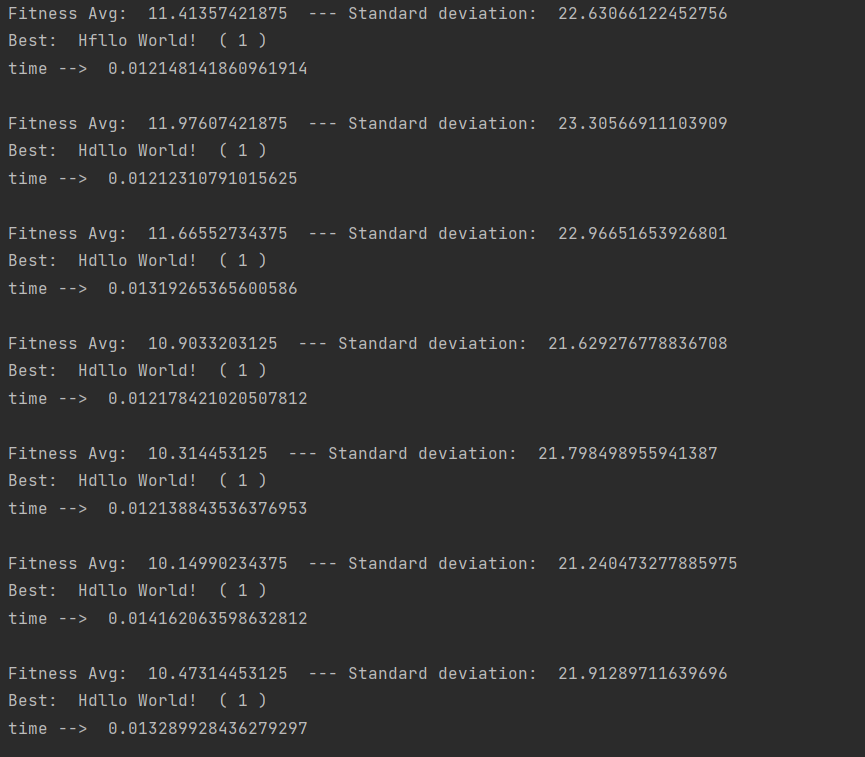 Fitness Avg:  11.41357421875  --- Standard deviation:  22.63066122452756
Best:  Hfllo World!  ( 1 )
time -->  0.012148141860961914
Fitness Avg:  11.97607421875  --- Standard deviation:  23.30566911103909
Best:  Hdllo World!  ( 1 )
time -->  0.01212310791015625
Fitness Avg:  11.66552734375  --- Standard deviation:  22.96651653926801
Best:  Hdllo World!  ( 1 )
time -->  0.01319265365600586
Fitness Avg:  10.9033203125  --- Standard deviation:  21.629276778836708
Best:  Hdllo World!  ( 1 )
time -->  0.012178421020507812
Fitness Avg:  10.314453125  --- Standard deviation:  21.798498955941387
Best:  Hdllo World!  ( 1 )
time -->  0.012138843536376953
Fitness Avg:  10.14990234375  --- Standard deviation:  21.240473277885975
Best:  Hdllo World!  ( 1 )
time -->  0.014162063598632812
Fitness Avg:  10.47314453125  --- Standard deviation:  21.91289711639696
Best:  Hdllo World!  ( 1 )
time -->  0.013289928436279297